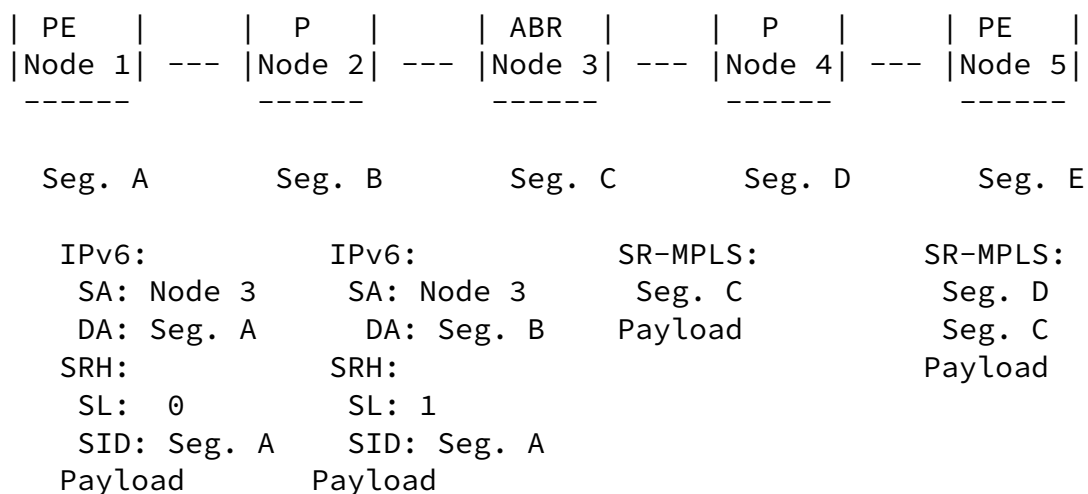 | PE   |     |  P   |     | ABR  |     |  P   |     | PE   |
|Node 1| --- |Node 2| --- |Node 3| --- |Node 4| --- |Node 5|
 ------       ------       ------       ------       ------
  Seg. A       Seg. B       Seg. C       Seg. D       Seg. E
   IPv6:          IPv6:           SR-MPLS:         SR-MPLS:
    SA: Node 3     SA: Node 3      Seg. C           Seg. D
    DA: Seg. A      DA: Seg. B    Payload           Seg. C
   SRH:           SRH:                             Payload
    SL:  0         SL: 1
    SID: Seg. A    SID: Seg. A
   Payload       Payload